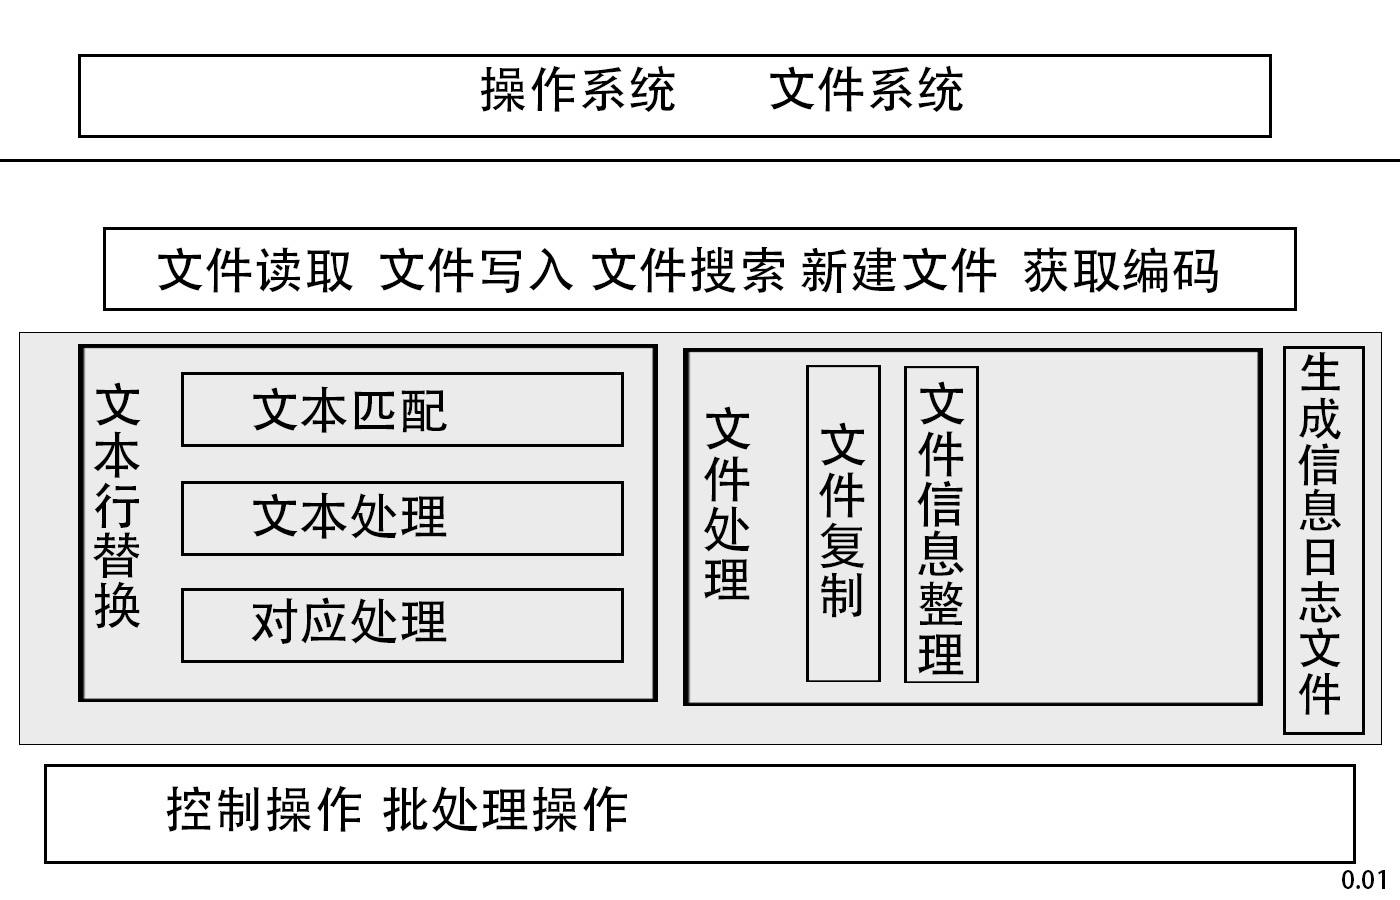 操作系统 文件系统
文件读取 文件写入 文件搜索 新建文件 获取编码
文本行替换
文本匹配
文本处理
对应处理
文件处理
文件复制
文件信息整理
生成信息日志文件
控制操作 批处理操作
0.01